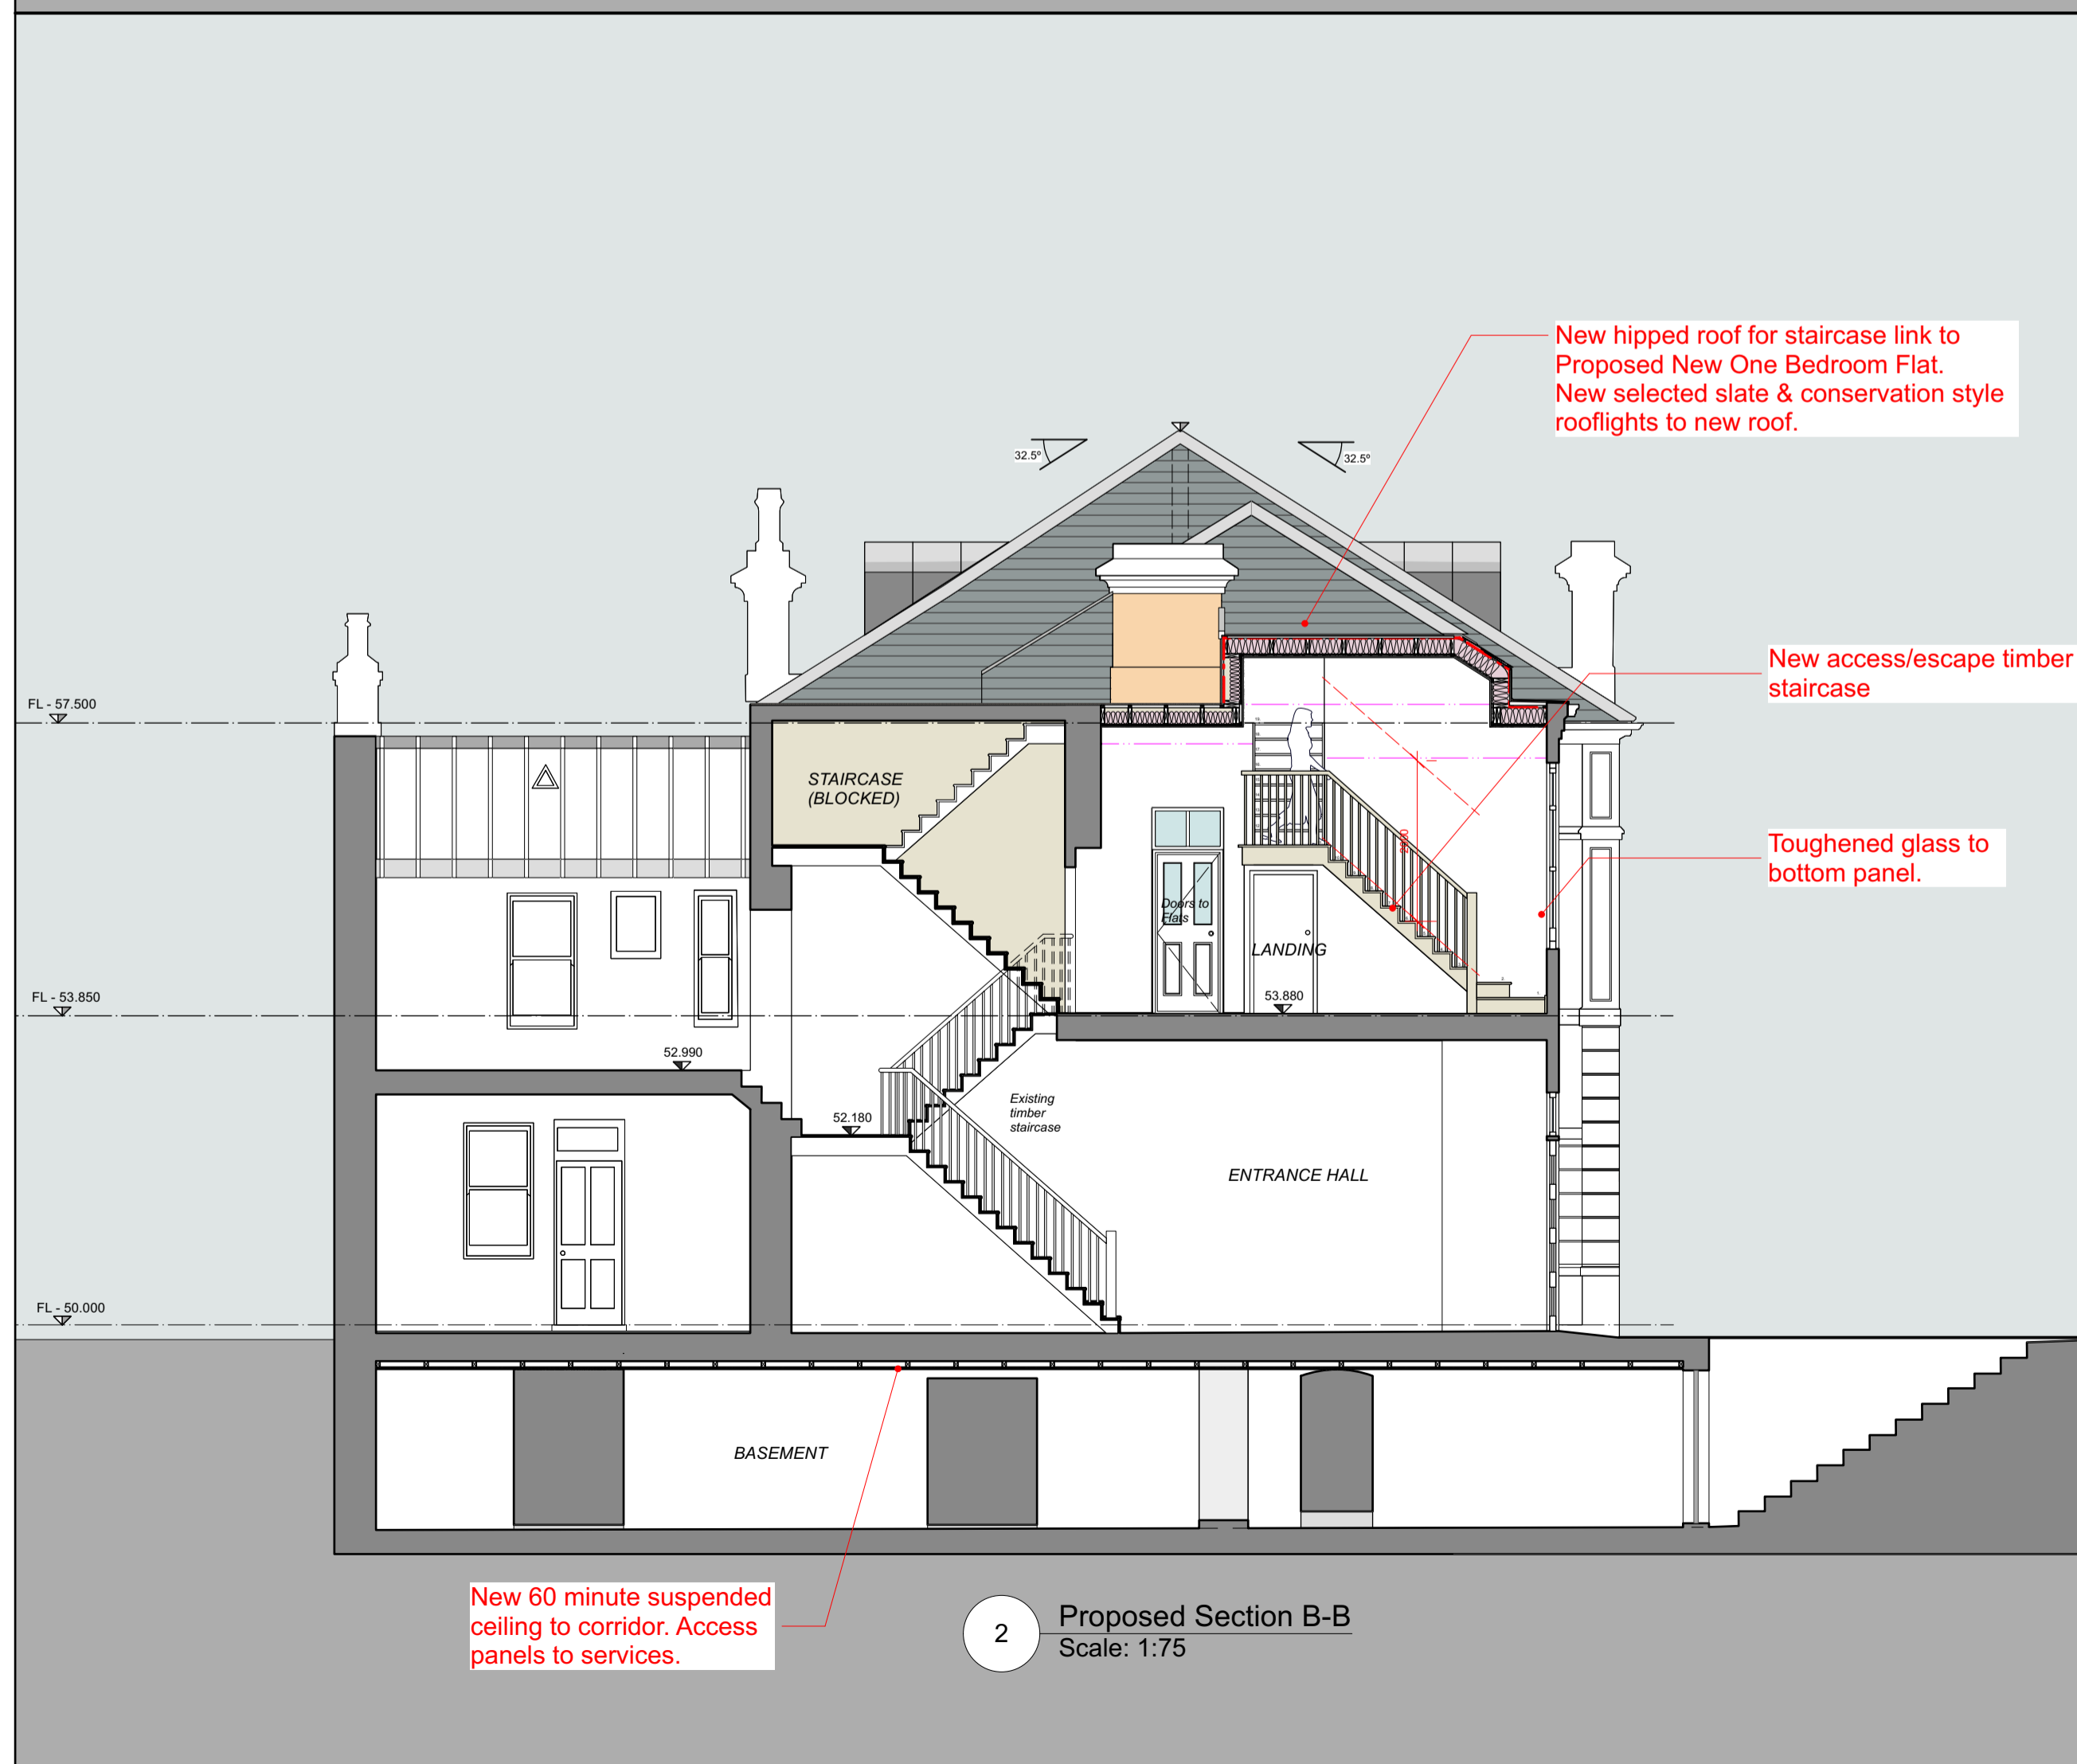 New hipped roof for staircase link to
Proposed New One Bedroom Flat.
New selected slate & conservation style
rooflights to new roof.
32.5º
32.5º
New access/escape timber
staircase
FL - 57.500
STAIRCASE
(BLOCKED)
Toughened glass to
bottom panel.
Doors to
Flats
LANDING
53.880
FL - 53.850
52.990
52.180
Existing
timber
staircase
ENTRANCE HALL
FL - 50.000
BASEMENT
New 60 minute suspended
ceiling to corridor. Access
panels to services.
2
Proposed Section B-B
Scale: 1:75